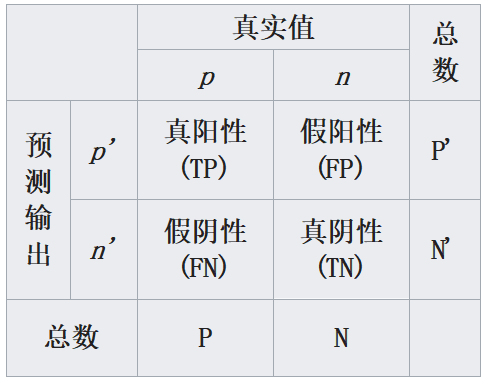 真实值
总数
p
n
预测输出
p’
真阳性
(TP)
假阳性
(FP)
P’
n’
假阴性
(FN)
真阴性
(TN)
N’
总数
P
N